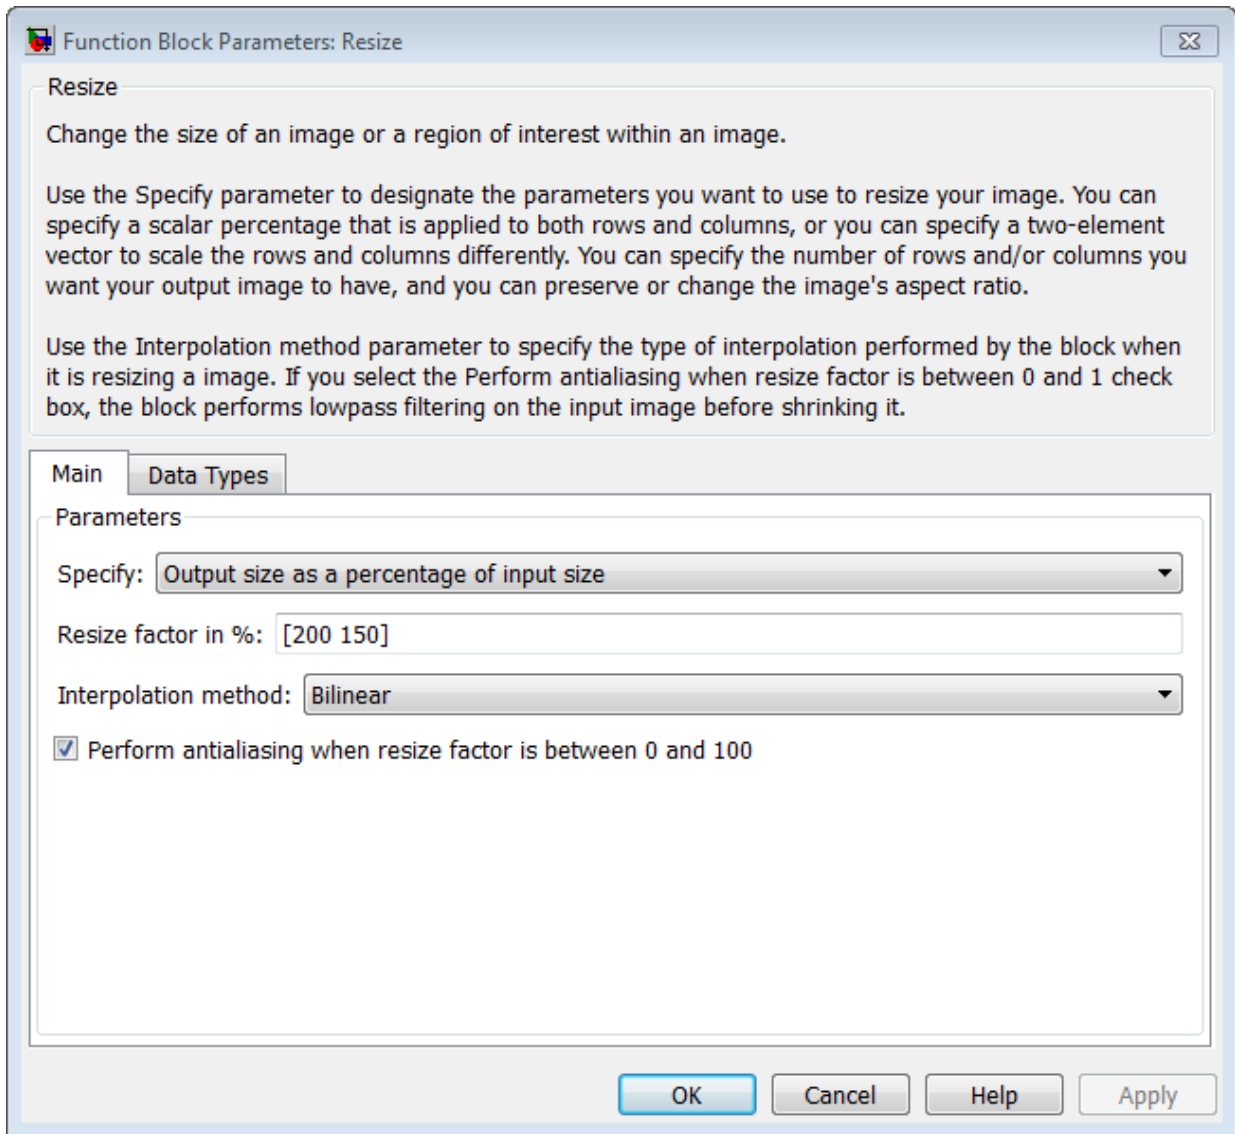 Function Block Parameters: Resize
Resize
Change the size of an image or a region of interest within an image.
Use the Specify parameter to designate the parameters you want to use to resize your image. You can
specify a scalar percentage that is applied to both rows and columns, or you can specify a two-element
vector to scale the rows and columns differently. You can specify the number of rows and/or columns you
want your output image to have, and you can preserve or change the image's aspect ratio.
Use the Interpolation method parameter to specify the type of interpolation performed by the block when
it is resizing a image. If you select the Perform antialiasing when resize factor is between 0 and 1 check
box, the block performs lowpass filtering on the input image before shrinking it.
Main Data Types
Parameters
Specify: Output size as a percentage of input size
Resize factor in %: [200 150]
Interpolation method: Bilinear
Perform antialiasing when resize factor is between 0 and 100
OK Cancel Help Apply